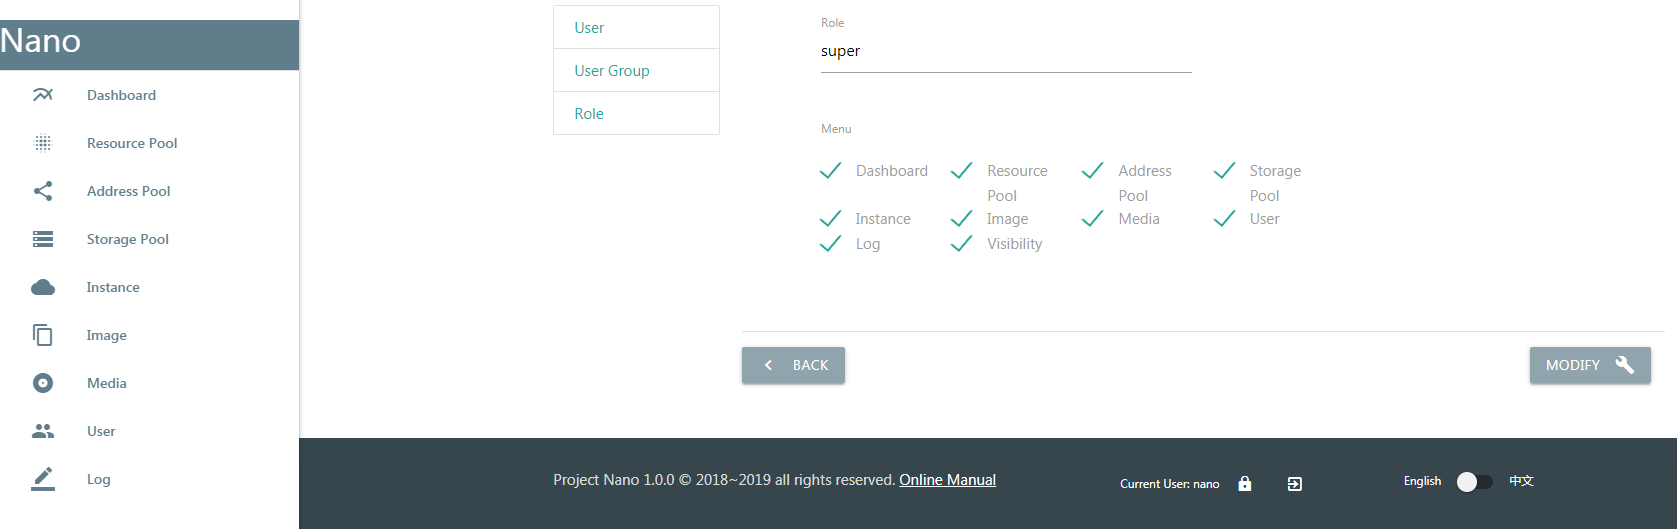 Nano
Dashboard
Resource Pool
Address Pool
Storage Pool
Instance
Image
Media
User
Log
User
User Group
Role
Role
super
Menu
Dashboard
Resource
Pool
Address
Pool
Storage
Pool
Instance
Image
Media
User
Log
Visibility
BACK
MODIFY
Project Nano 1.0.0 © 2018~2019 all rights reserved. Online Manual
Current User: nano
English
中文